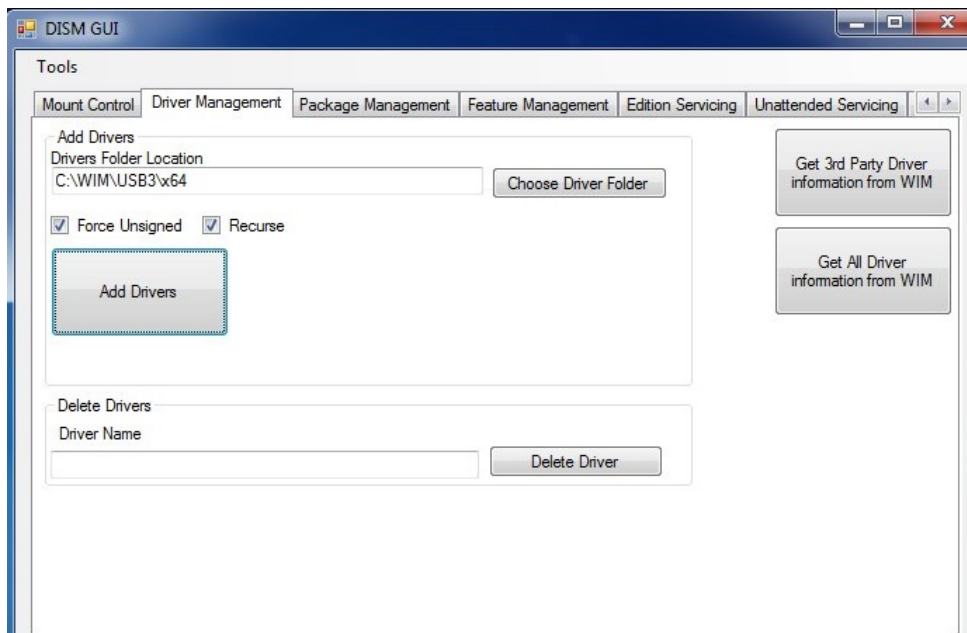 DISM GUI
Tools
Mount Control
Driver Management
Package Management
Feature Management
Edition Servicing
Unattended Servicing
Add Drivers
Drivers Folder Location
C:\WIM\USB3\x64
Choose Driver Folder
Force Unsigned
Recurse
Add Drivers
Get 3rd Party Driver
information from WIM
Get All Driver
information from WIM
Delete Drivers
Driver Name
Delete Driver